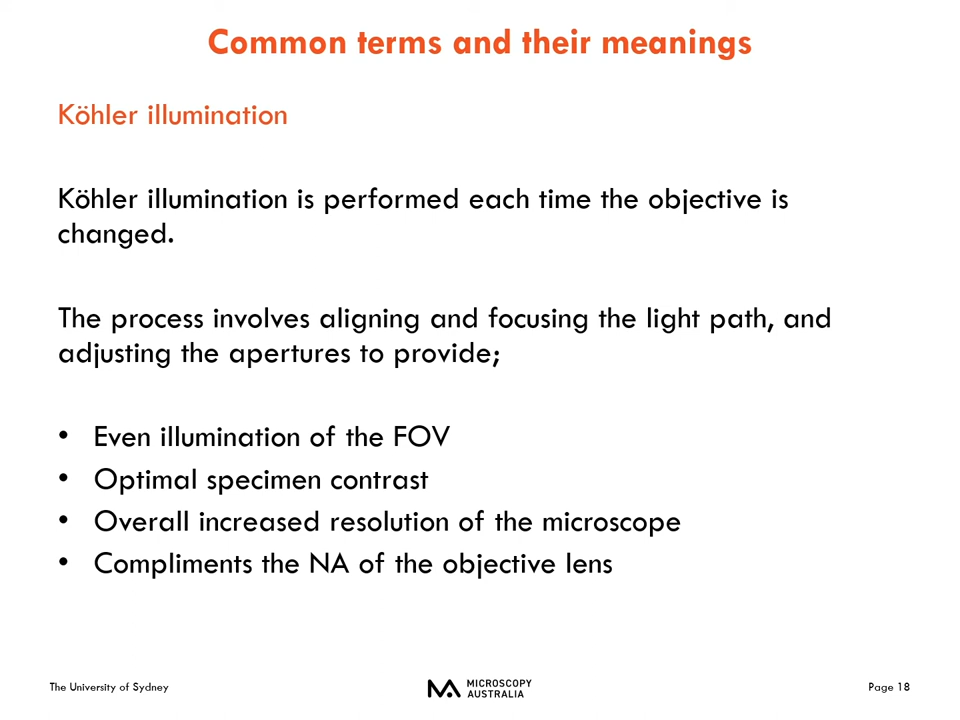 Common terms and their meanings
Köhler illumination
Köhler illumination is performed each time the objective is
changed.
The process involves aligning and focusing the light path, and
adjusting the apertures to provide;
• Even illumination of the FOV
• Optimal specimen contrast
• Overall increased resolution of the microscope
• Compliments the NA of the objective lens
The University of Sydney
MICROSCOPY
AUSTRALIA
Page 18